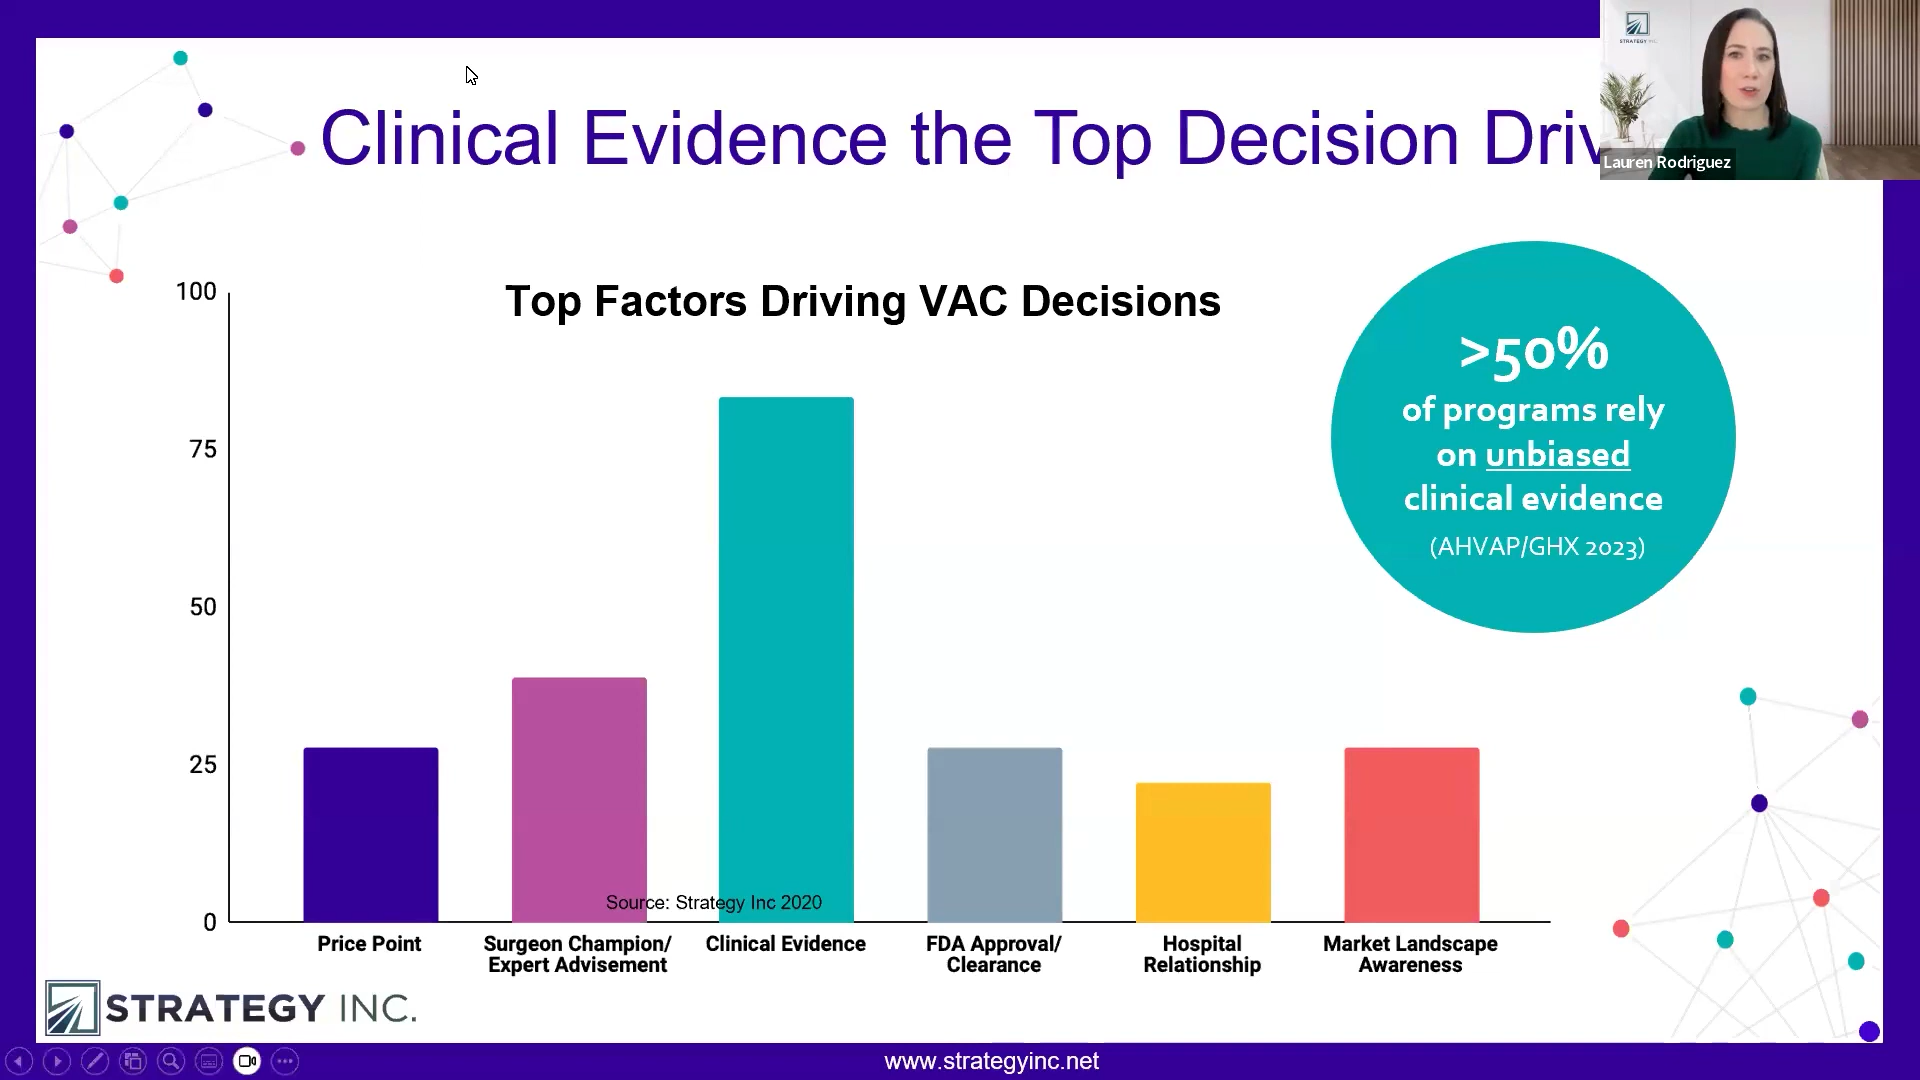 STRATEGY INC.
Lauren Rodriguez
Clinical Evidence the Top Decision Driv
Top Factors Driving VAC Decisions
100
75
50
25
0
>50%
of programs rely
on unbiased
clinical evidence
(AHVAP/GHX 2023)
Source: Strategy Inc 2020
Price Point
Surgeon Champion/
Expert Advisement
Clinical Evidence
FDA Approval/
Clearance
Hospital
Relationship
Market Landscape
Awareness
STRATEGY INC.
www.strategyinc.net